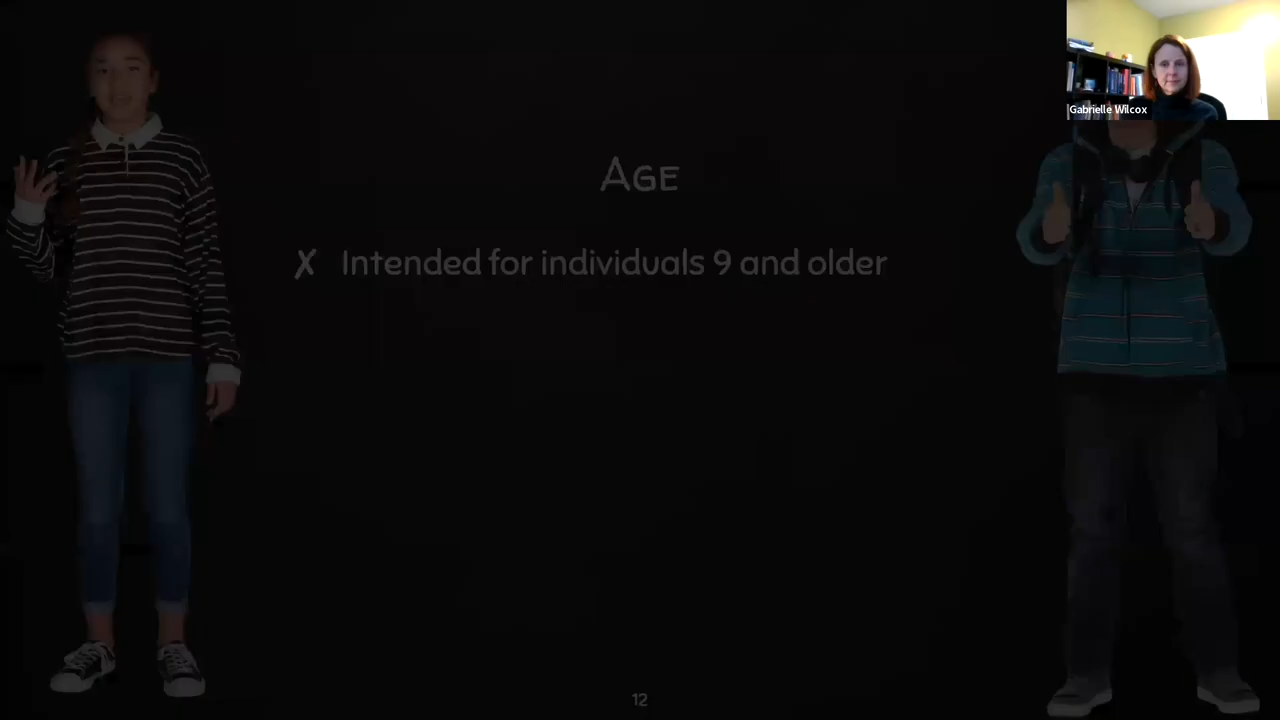 Gabrielle Wilcox
Age
✗ Intended for individuals 9 and older
12